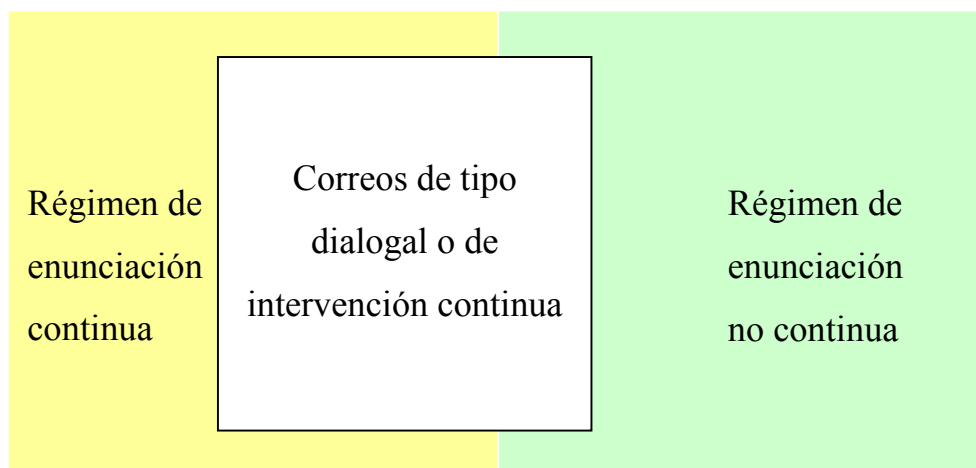 Régimen de
enunciación
continua
Correos de tipo
dialogal o de
intervención continua
Régimen de
enunciación
no continua